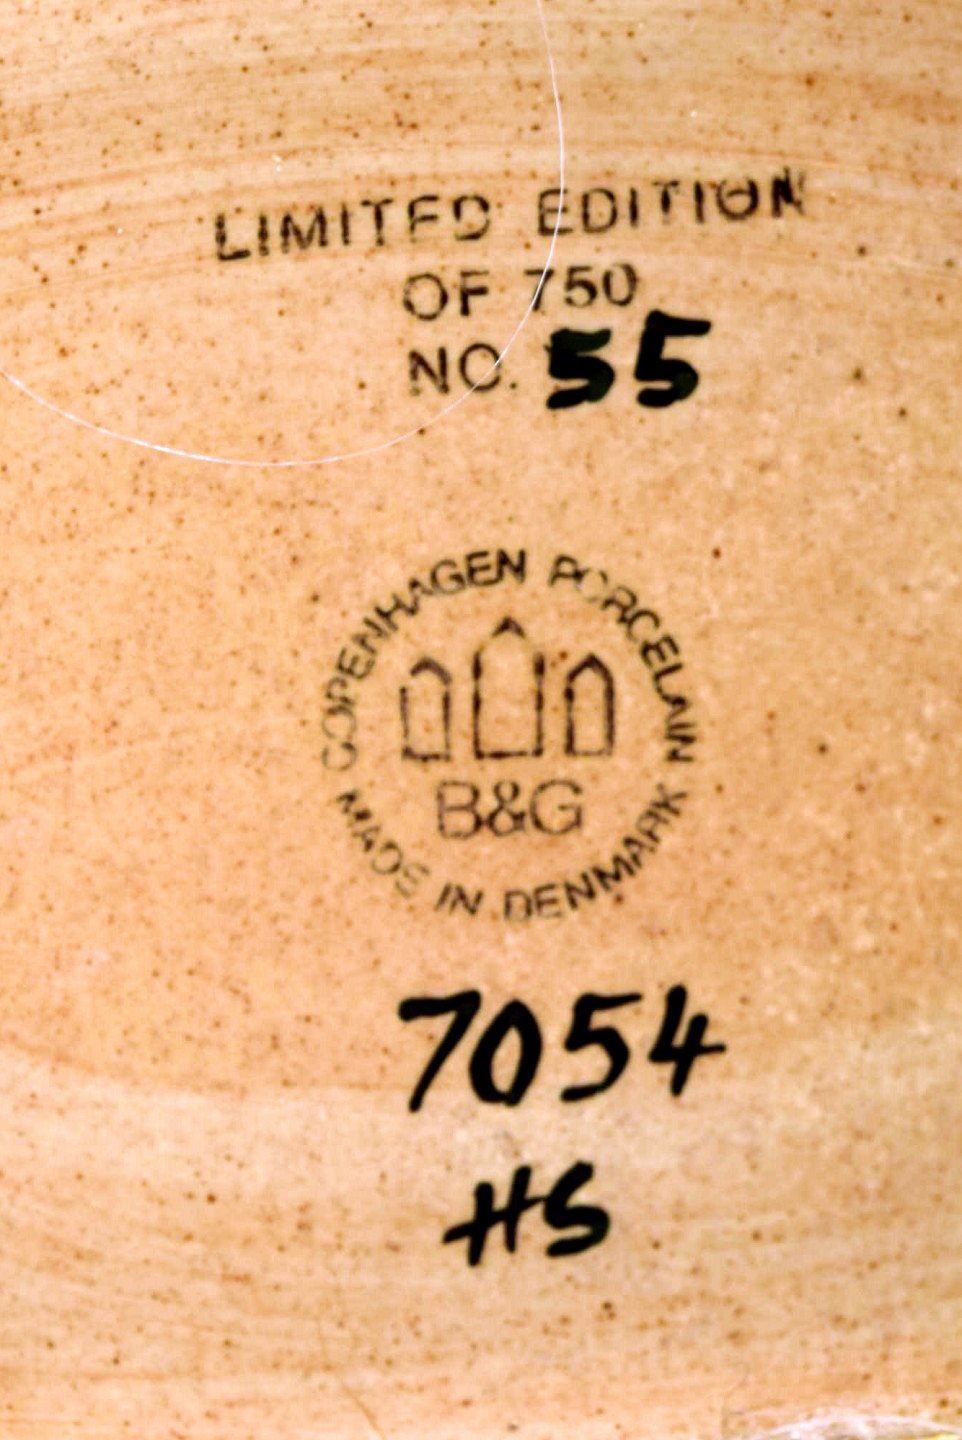 LIMITED EDITION
OF 750
NO. 55
COPENHAGEN PORCELAIN
B&G
MADE IN DENMARK
7054
HS